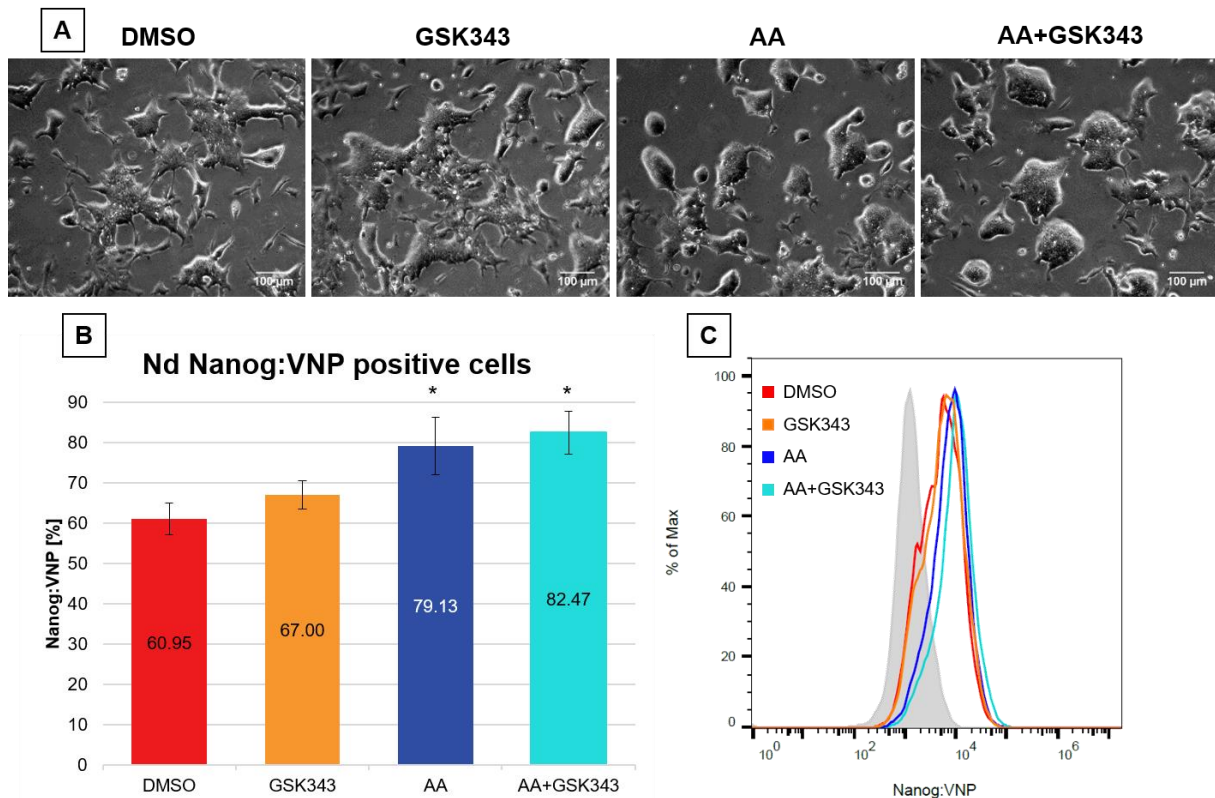 A
DMSO
GSK343
AA
AA+GSK343
100 µm
100 µm
100 µm
100 µm
B
Nd Nanog:VNP positive cells
Nanog:VNP [%]
90
80
70
60
50
40
30
20
10
0
*
*
60.95
67.00
79.13
82.47
DMSO
GSK343
AA
AA+GSK343
C
% of Max
100
80
60
40
20
0
DMSO
GSK343
AA
AA+GSK343
10^0
10^2
10^4
10^6
Nanog:VNP